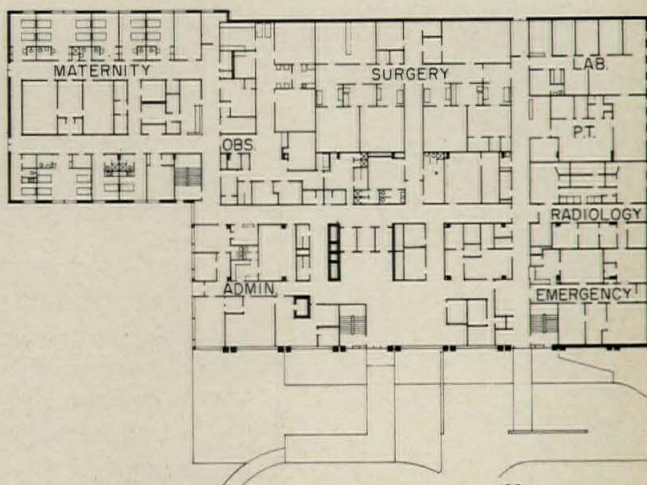 MATERNITY
SURGERY
LAB.
OBS.
P.T.
RADIOLOGY
ADMIN.
EMERGENCY